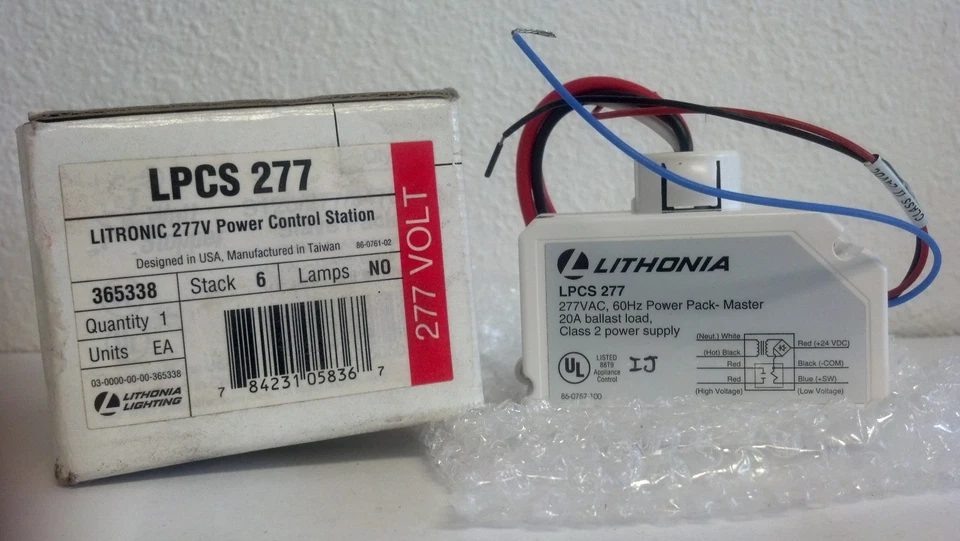 LPCS 277
LITRONIC 277V Power Control Station
Designed in USA, Manufactured in Taiwan 86-0761-02
365338 Stack 6 Lamps NO
Quantity 1
Units EA
03-0000-00-00-365338
LITHONIA
LIGHTING
7 84231 05836 7
277 VOLT
CLASS II 24VDC
LITHONIA
LPCS 277
277VAC, 60Hz Power Pack- Master
20A ballast load,
Class 2 power supply
UL
LISTED
88T9
Appliance
Control
IJ
86-0757-100
(Neut.) White
(Hot) Black
Red
Red
(High Voltage)
Red (+24 VDC)
Black (-COM)
Blue (+SW)
(Low Voltage)